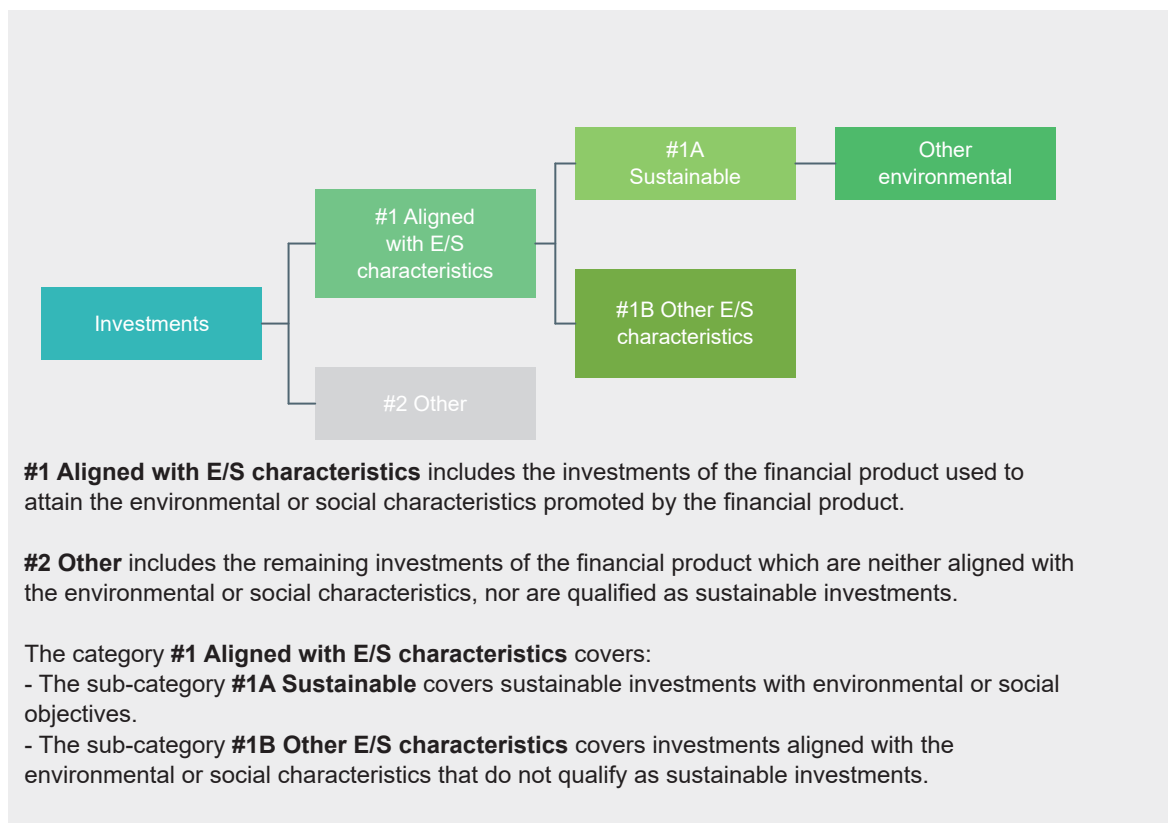 #1A
Sustainable
Other
environmental
#1 Aligned
with E/S
characteristics
Investments
#1B Other E/S
characteristics
#2 Other
#1 Aligned with E/S characteristics includes the investments of the financial product used to
attain the environmental or social characteristics promoted by the financial product.
#2 Other includes the remaining investments of the financial product which are neither aligned with
the environmental or social characteristics, nor are qualified as sustainable investments.
The category #1 Aligned with E/S characteristics covers:
- The sub-category #1A Sustainable covers sustainable investments with environmental or social
objectives.
- The sub-category #1B Other E/S characteristics covers investments aligned with the
environmental or social characteristics that do not qualify as sustainable investments.